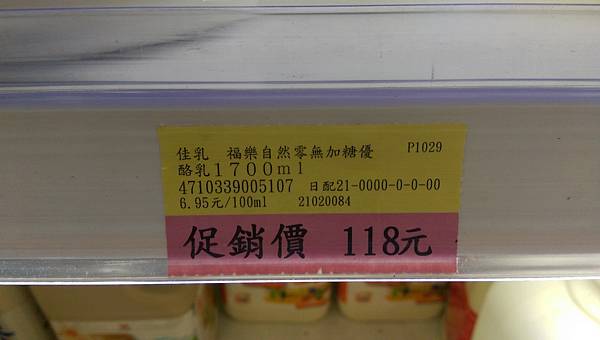 佳乳 福樂自然零無加糖優 P1029
酪乳１７００ｍｌ
4710339005107 日配21-0000-0-0-00
6.95元/100ml 21020084
促銷價 118元